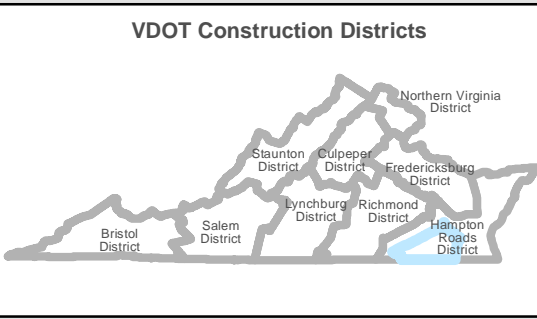 VDOT Construction Districts
Northern Virginia
District
Staunton
District
Culpeper
District
Fredericksburg
District
Lynchburg
District
Richmond
District
Salem
District
Bristol
District
Hampton
Roads
District